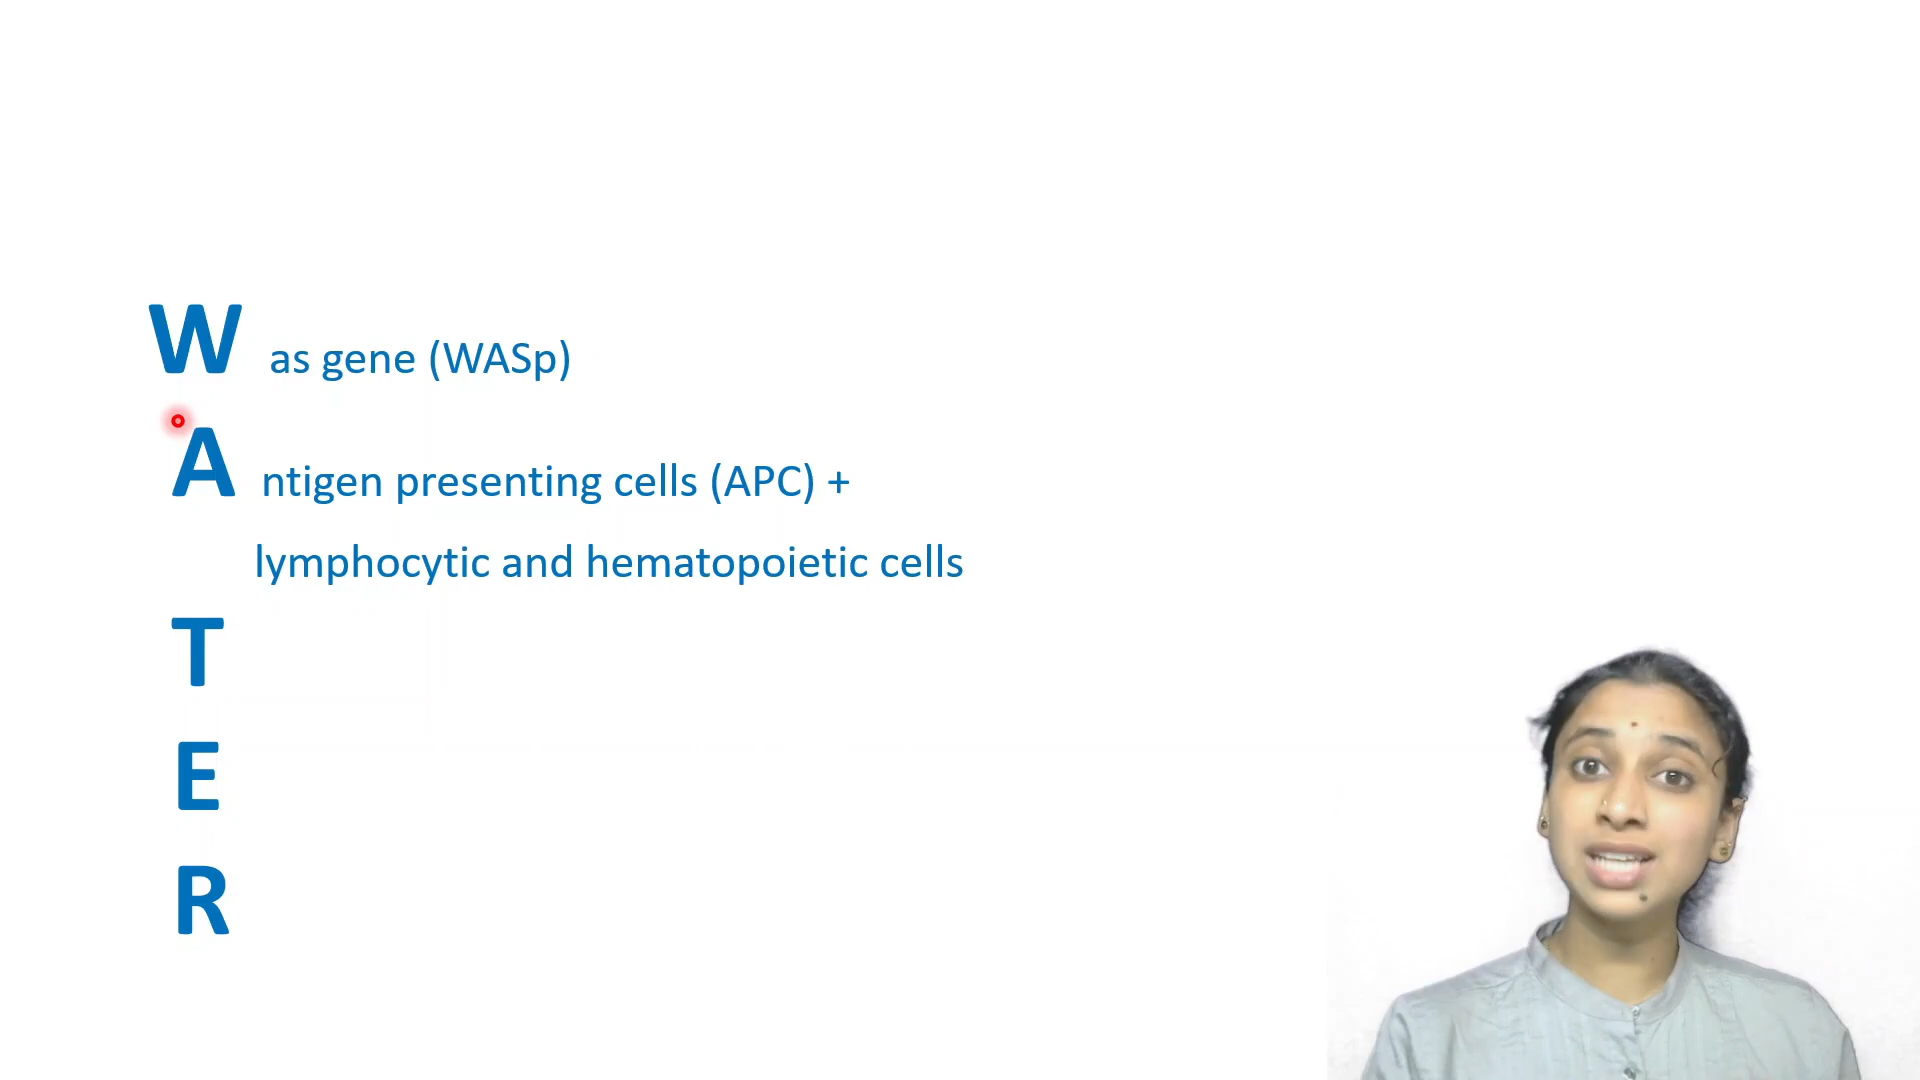 W as gene (WASp)
A ntigen presenting cells (APC) +
lymphocytic and hematopoietic cells
T
E
R